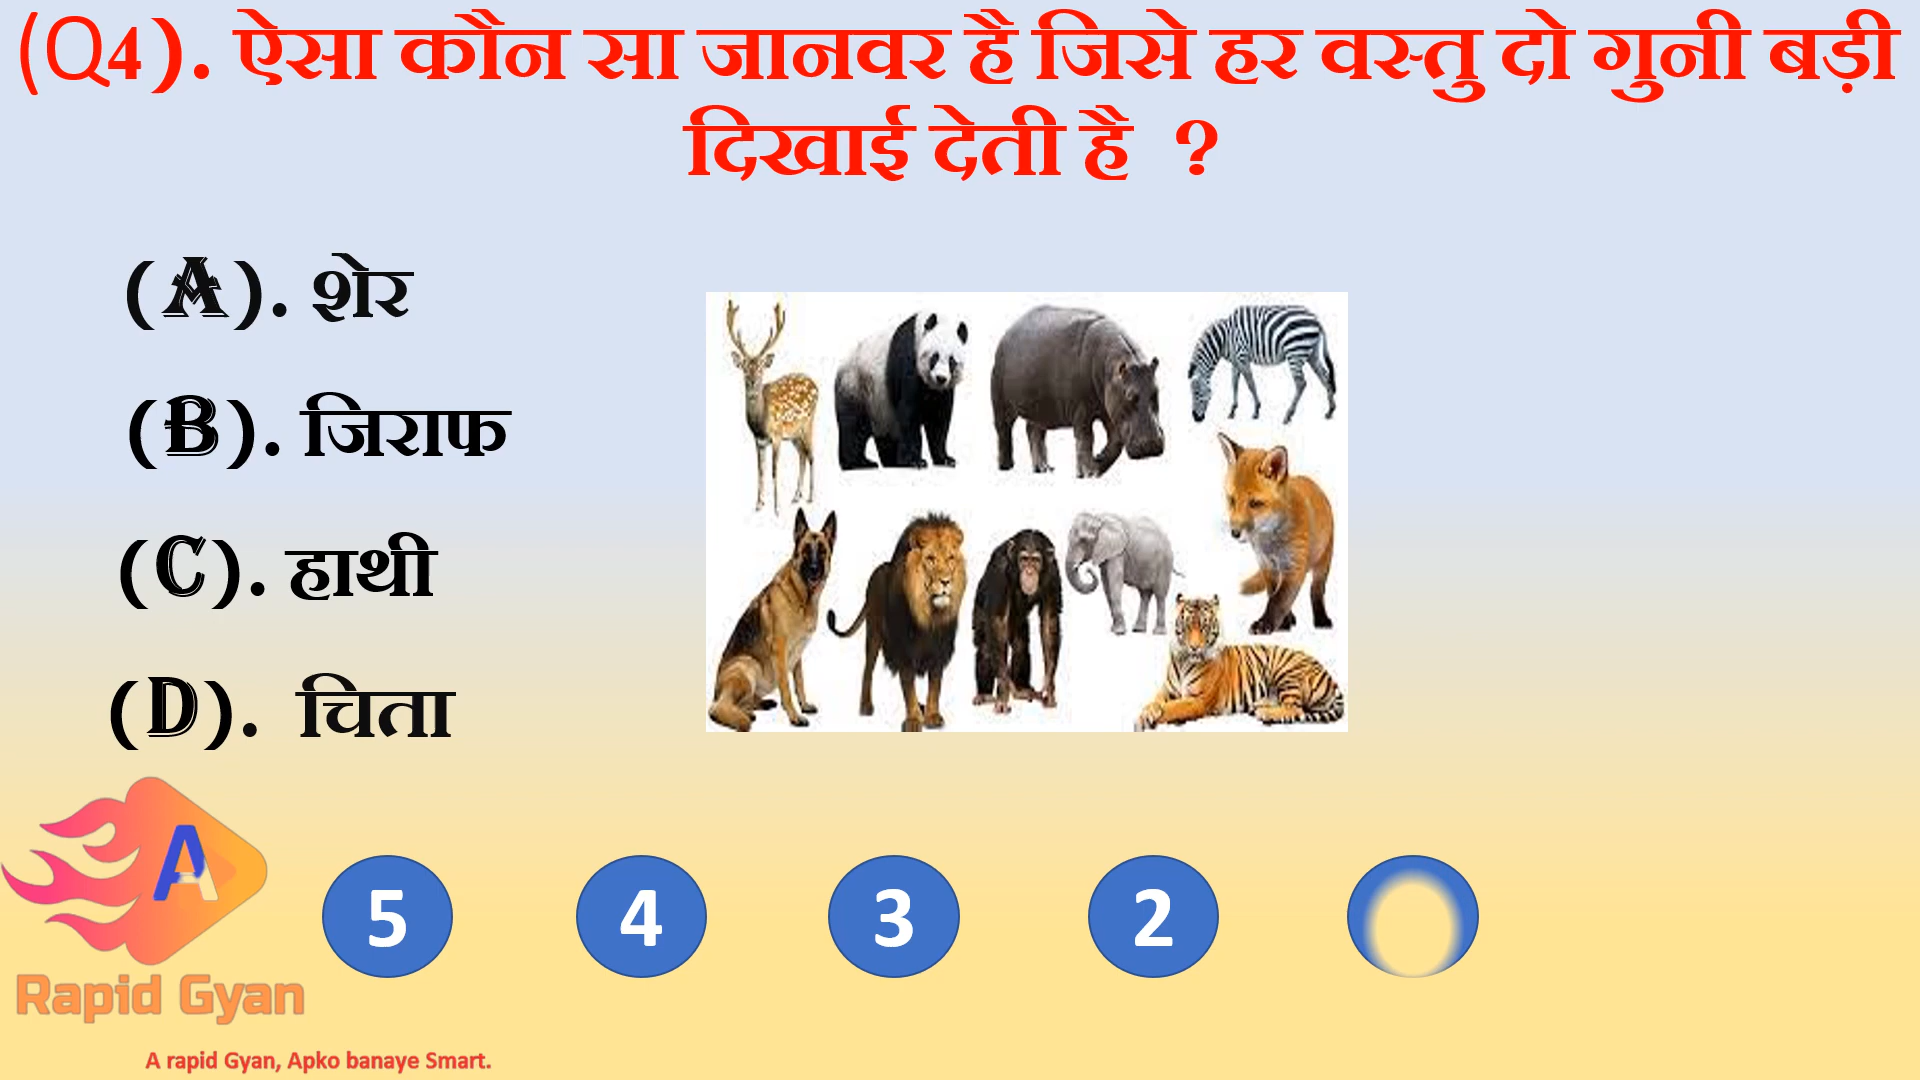 (Q4). ऐसा कौन सा जानवर है जिसे हर वस्तु दो गुनी बड़ी
दिखाई देती है ?
(A). शेर
(B). जिराफ
(C). हाथी
(D). चिता
5 4 3 2
A
Rapid Gyan
A rapid Gyan, Apko banaye Smart.